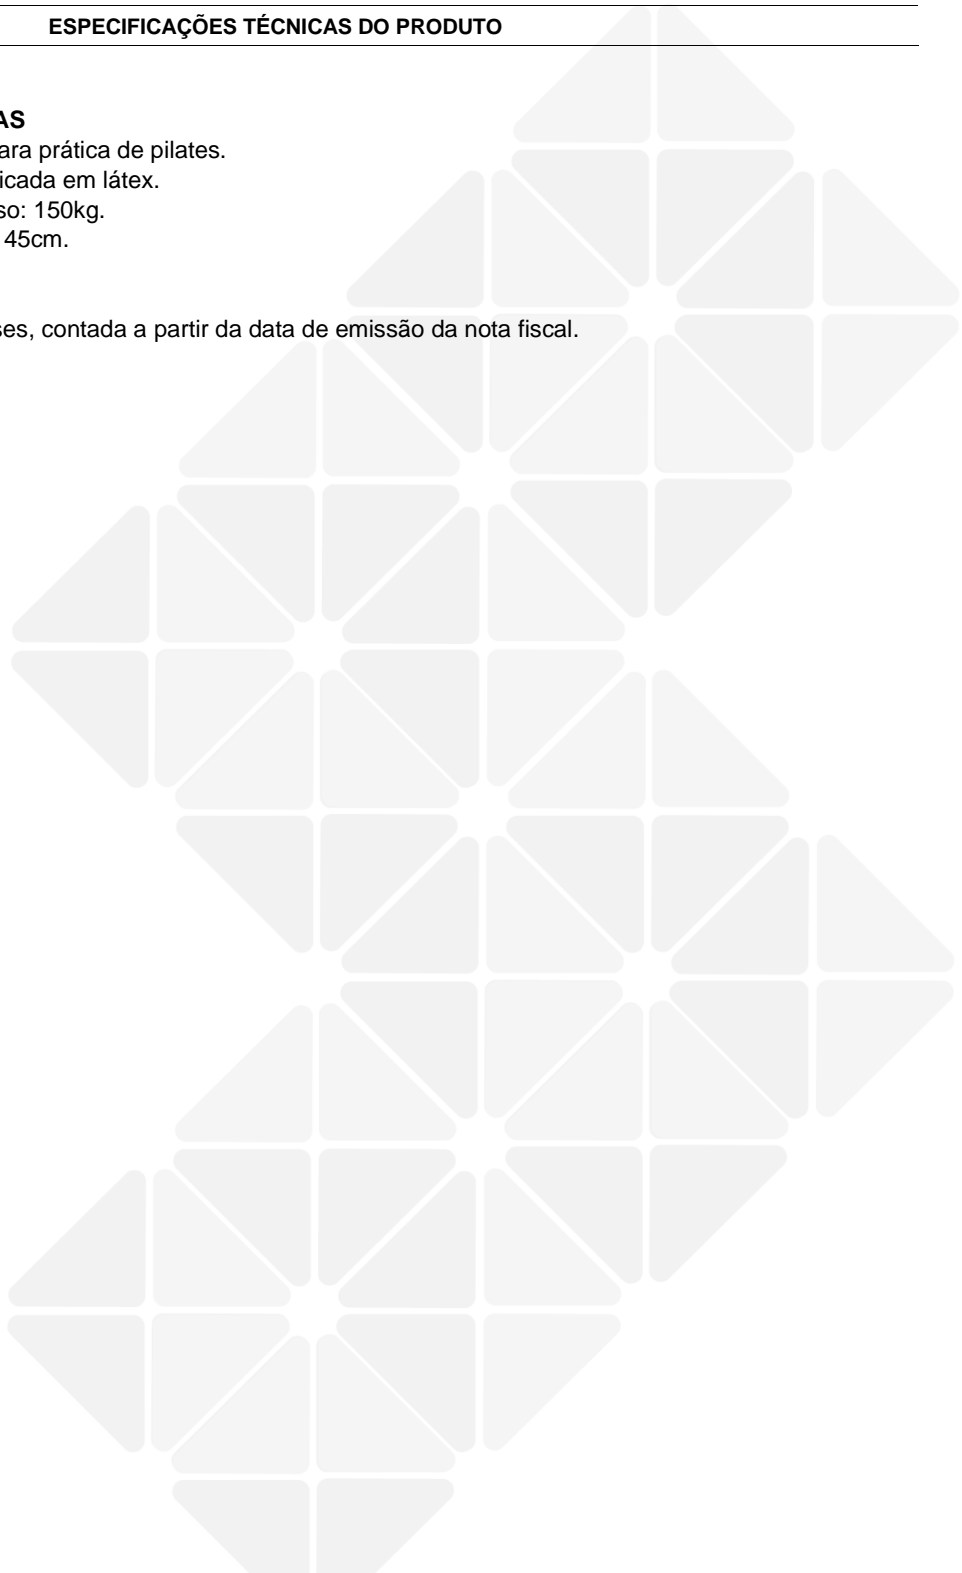 ESPECIFICAÇÕES TÉCNICAS DO PRODUTO
AS
ara prática de pilates.
icada em látex.
so: 150kg.
45cm.
ses, contada a partir da data de emissão da nota fiscal.